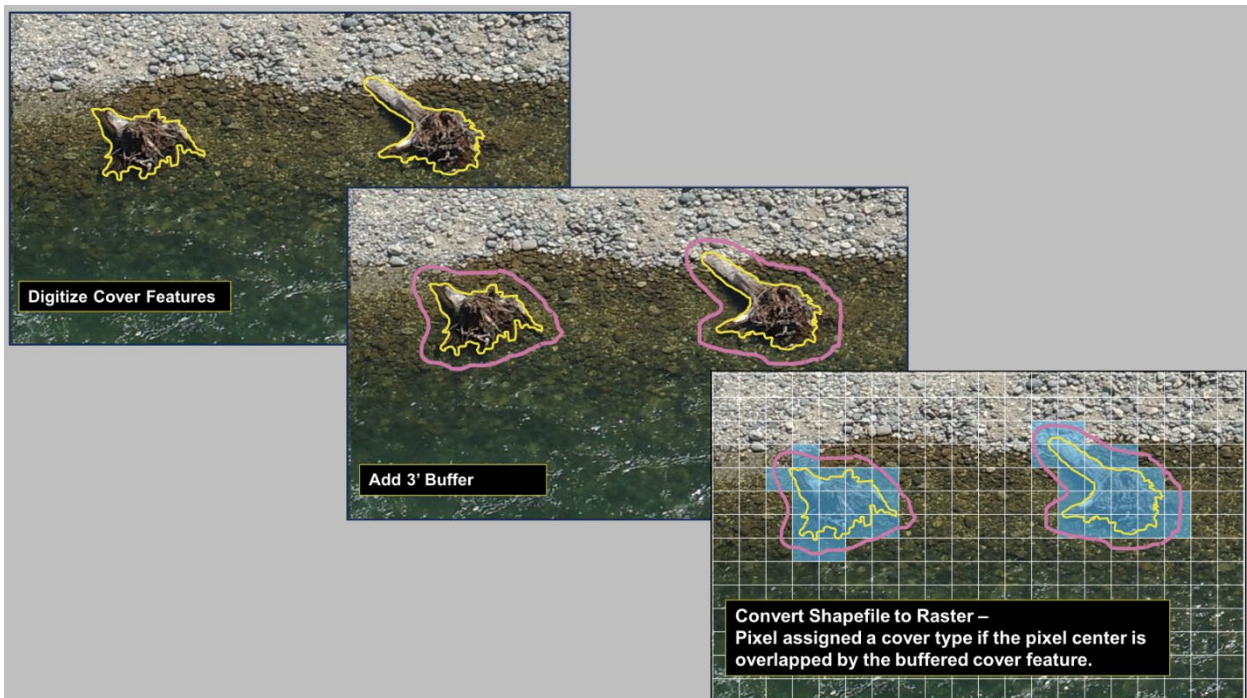 Digitize Cover Features
Add 3' Buffer
Convert Shapefile to Raster –
Pixel assigned a cover type if the pixel center is
overlapped by the buffered cover feature.